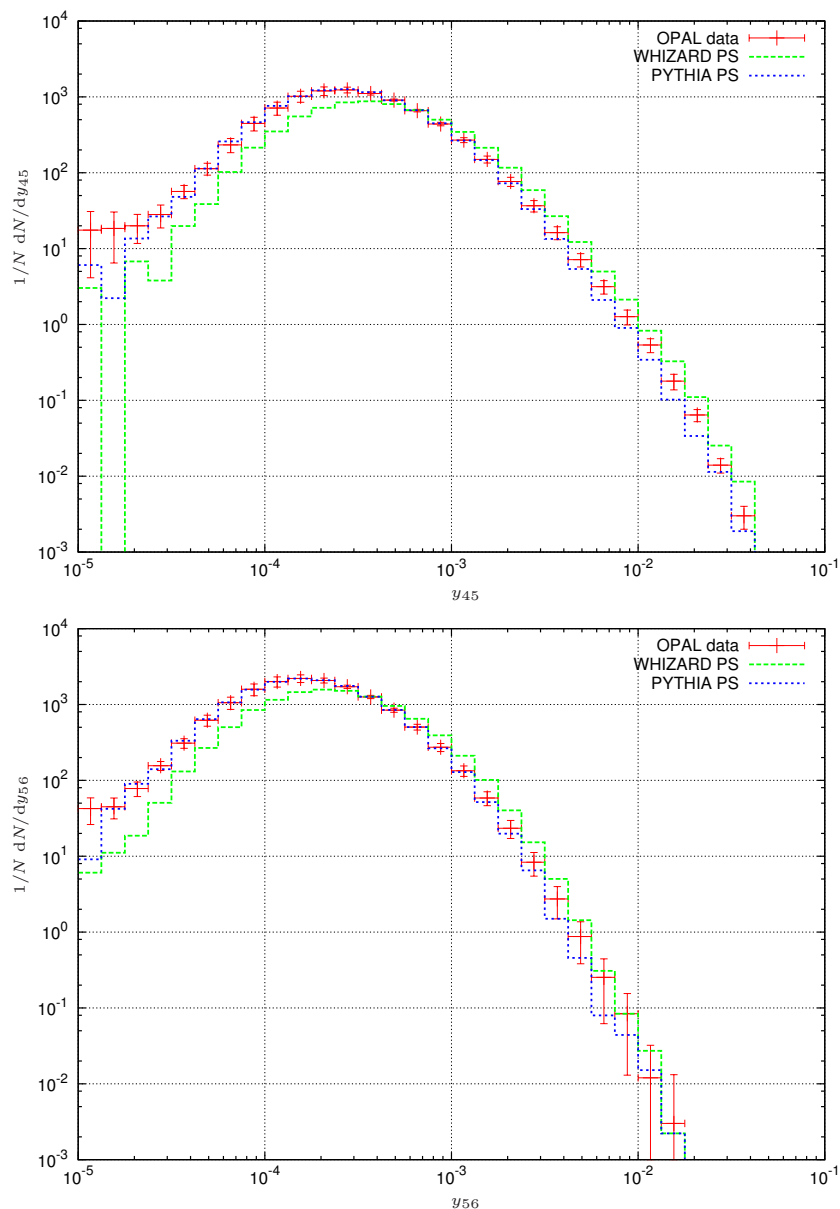 10^4
10^3
10^2
10^1
10^0
10^-1
10^-2
10^-3
1/N dN/dy45
OPAL data
WHIZARD PS
PYTHIA PS
10^-5 10^-4 10^-3 10^-2 10^-1
y45
10^4
10^3
10^2
10^1
10^0
10^-1
10^-2
10^-3
1/N dN/dy56
OPAL data
WHIZARD PS
PYTHIA PS
10^-5 10^-4 10^-3 10^-2 10^-1
y56